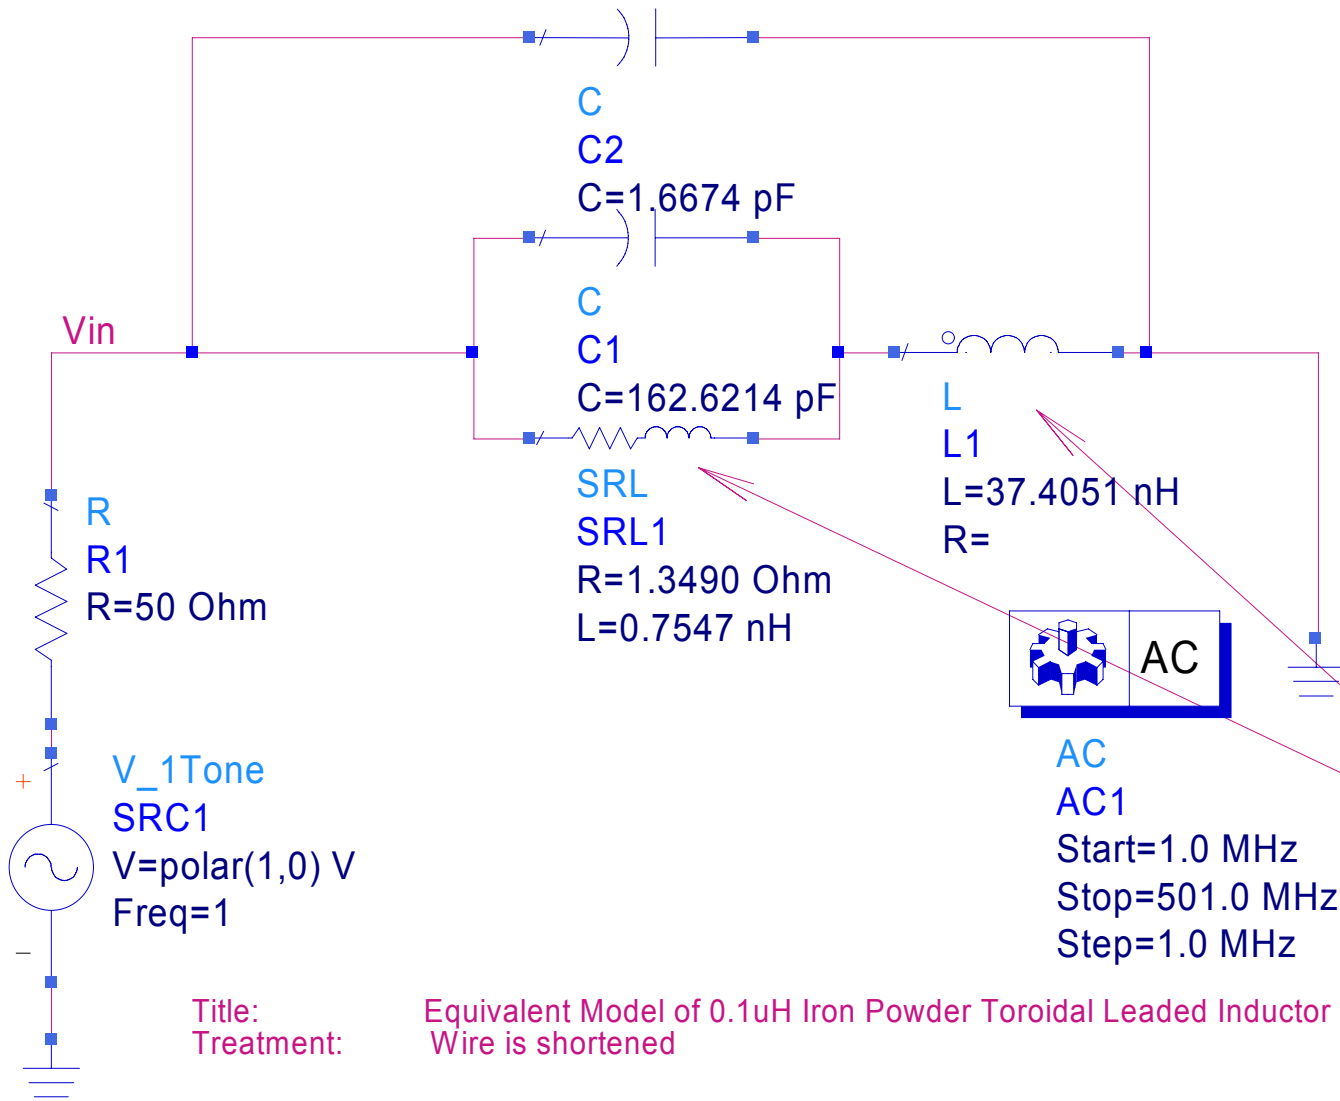 C
C2
C=1.6674 pF
Vin
C
C1
C=162.6214 pF
L
L1
L=37.4051 nH
R=
SRL
SRL1
R=1.3490 Ohm
L=0.7547 nH
R
R1
R=50 Ohm
AC
AC
AC1
Start=1.0 MHz
Stop=501.0 MHz
Step=1.0 MHz
+
V_1Tone
SRC1
V=polar(1,0) V
Freq=1
−
Title: Equivalent Model of 0.1uH Iron Powder Toroidal Leaded Inductor
Treatment: Wire is shortened